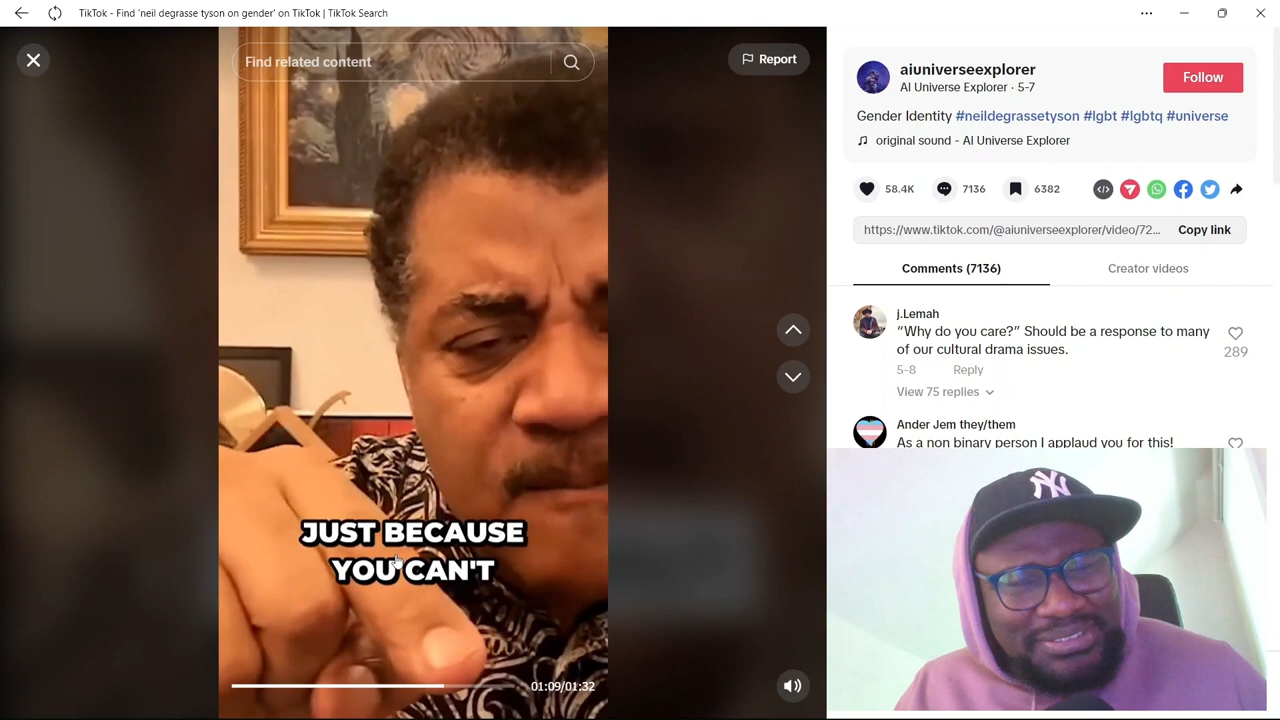 TikTok - Find 'neil degrasse tyson on gender' on TikTok | TikTok Search
Find related content
Report
JUST BECAUSE
YOU CAN'T
01:09/01:32
aiuniverseexplorer
AI Universe Explorer · 5-7
Follow
Gender Identity #neildegrassetyson #lgbt #lgbtq #universe
original sound - AI Universe Explorer
58.4K
7136
6382
https://www.tiktok.com/@aiuniverseexplorer/video/72...
Copy link
Comments (7136)
Creator videos
j.Lemah
“Why do you care?” Should be a response to many
of our cultural drama issues.
289
5-8
Reply
View 75 replies
Ander Jem they/them
As a non binary person I applaud you for this!
NY